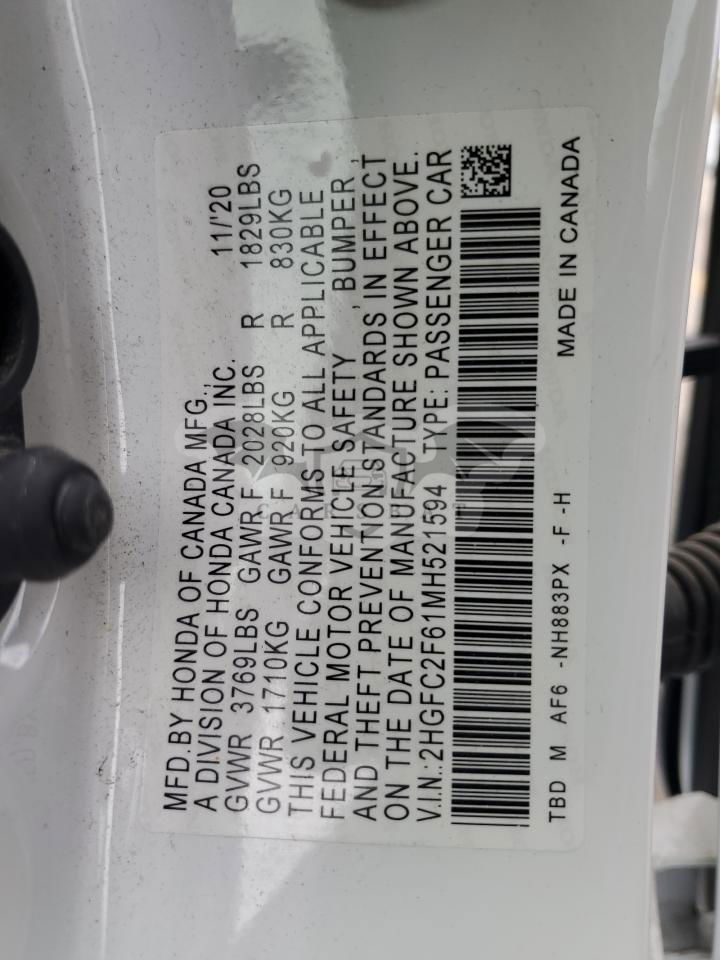 MFD.BY HONDA OF CANADA MFG., 11/'20
A DIVISION OF HONDA CANADA INC.
GVWR 3769LBS GAWR F 2028LBS R 1829LBS
GVWR 1710KG GAWR F 920KG R 830KG
THIS VEHICLE CONFORMS TO ALL APPLICABLE
FEDERAL MOTOR VEHICLE SAFETY , BUMPER ,
AND THEFT PREVENTION STANDARDS IN EFFECT
ON THE DATE OF MANUFACTURE SHOWN ABOVE.
V.I.N.:2HGFC2F61MH521594 TYPE: PASSENGER CAR
TBD M AF6 -NH883PX -F -H MADE IN CANADA